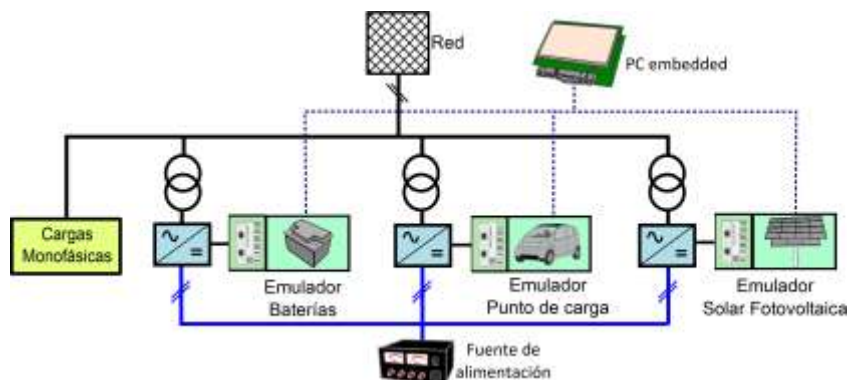 Red
PC embedded
Cargas
Monofásicas
Emulador
Baterías
Emulador
Punto de carga
Emulador
Solar Fotovoltaica
Fuente de
alimentación